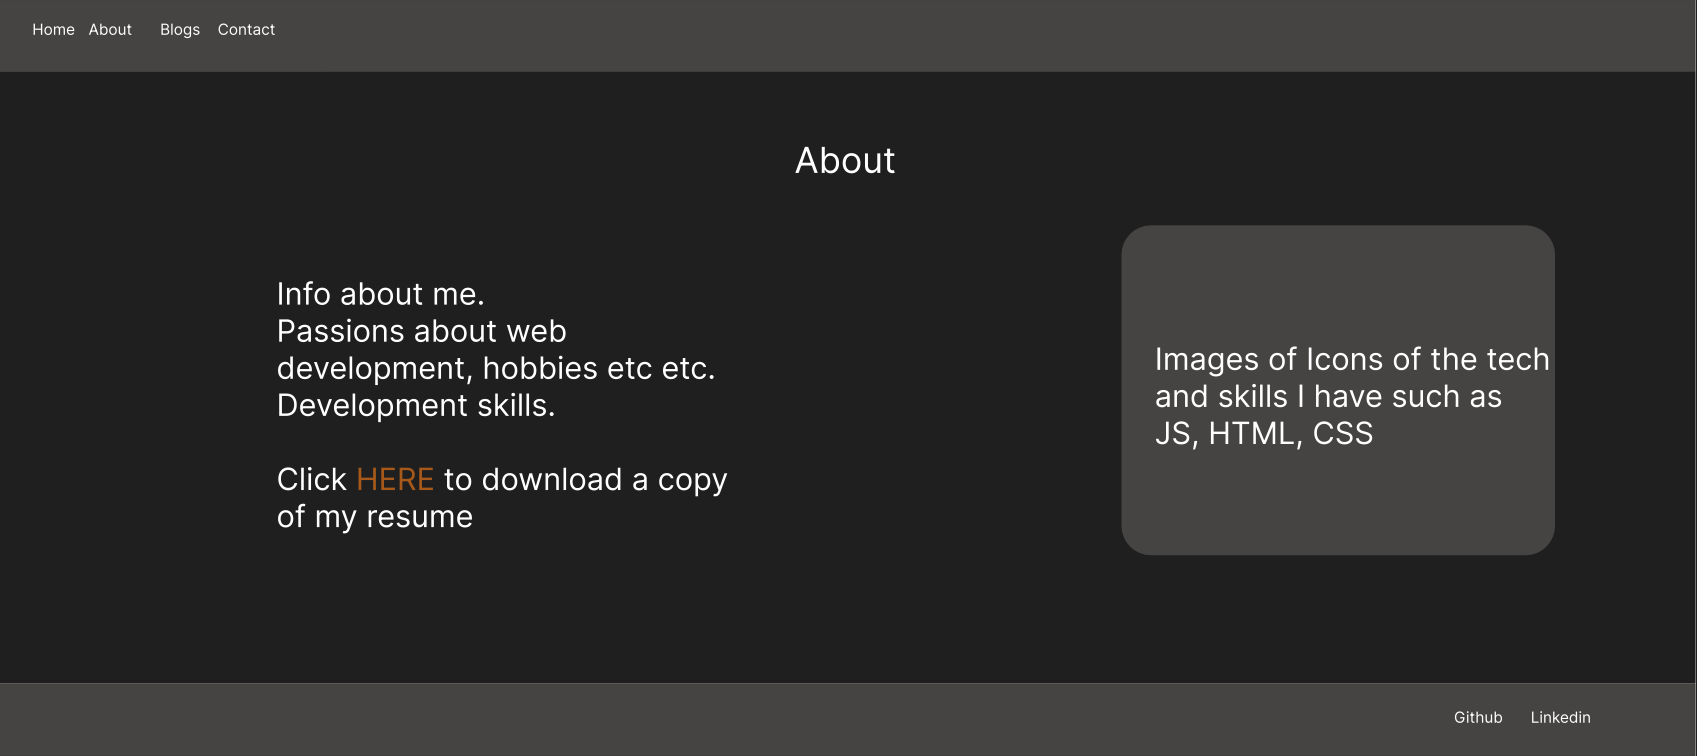 Home About Blogs Contact
About
Info about me.
Passions about web
development, hobbies etc etc.
Development skills.
Click HERE to download a copy
of my resume
Images of Icons of the tech
and skills I have such as
JS, HTML, CSS
Github Linkedin